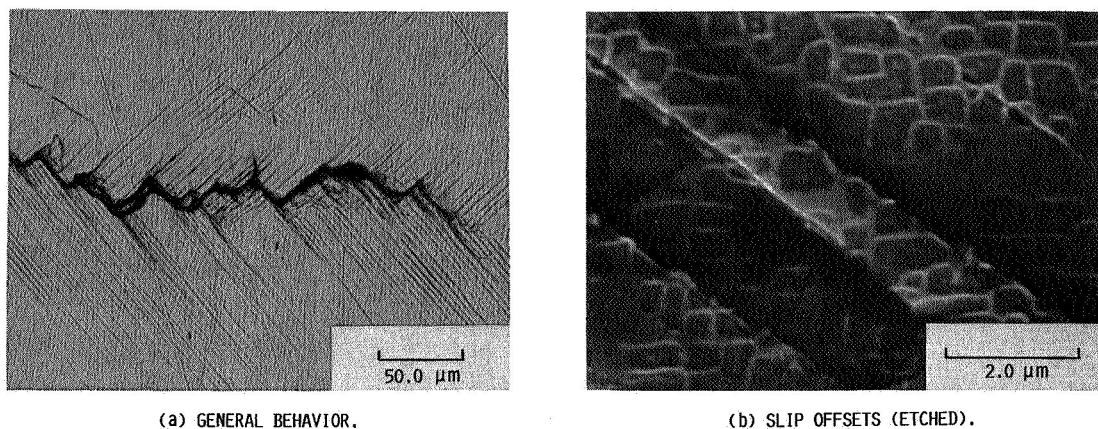 50.0 μm
2.0 μm
(a) GENERAL BEHAVIOR.
(b) SLIP OFFSETS (ETCHED).